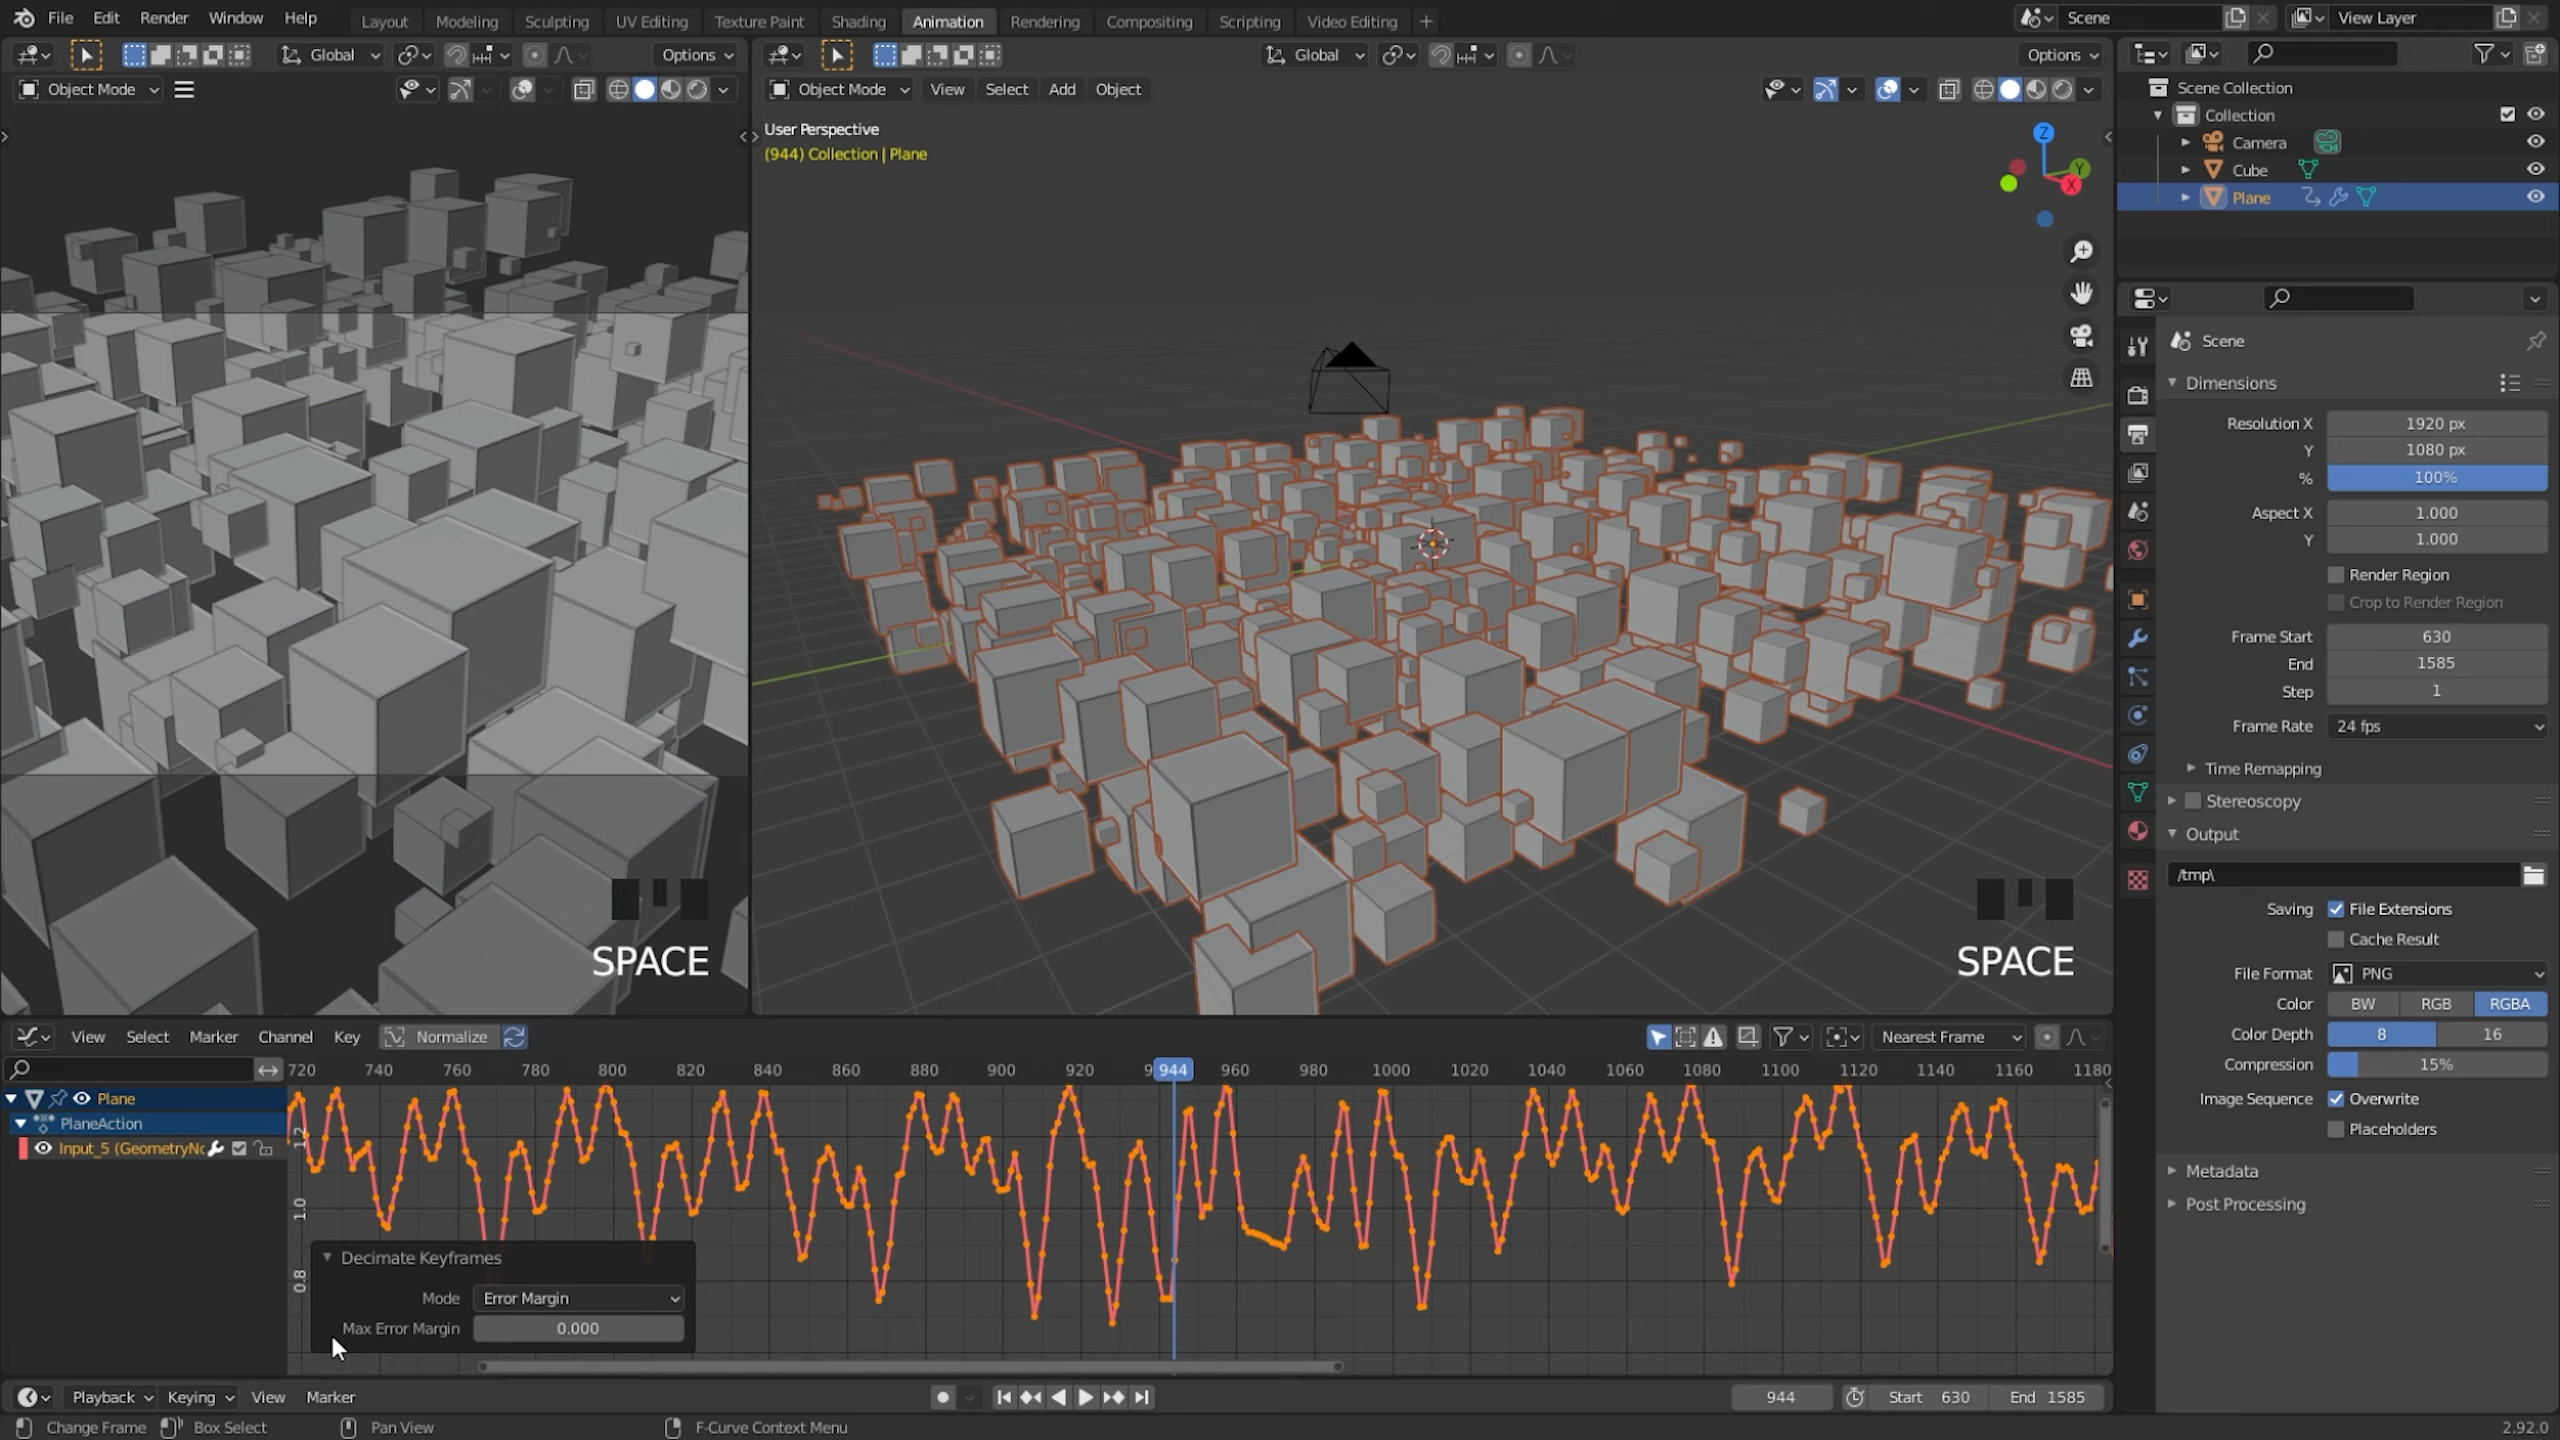 File Edit Render Window Help Layout Modeling Sculpting UV Editing Texture Paint Shading Animation Rendering Compositing Scripting Video Editing + Scene View Layer
Global Options Global Options
Object Mode Object Mode View Select Add Object
User Perspective
(944) Collection | Plane
Z
Y
X
Scene Collection
Collection
Camera
Cube
Plane
Scene
Dimensions
Resolution X 1920 px
Y 1080 px
% 100%
Aspect X 1.000
Y 1.000
Render Region
Crop to Render Region
Frame Start 630
End 1585
Step 1
Frame Rate 24 fps
Time Remapping
Stereoscopy
Output
/tmp\
Saving File Extensions
Cache Result
File Format PNG
Color BW RGB RGBA
Color Depth 8 16
Compression 15%
Image Sequence Overwrite
Placeholders
Metadata
Post Processing
SPACE SPACE
View Select Marker Channel Key Normalize Nearest Frame
720 740 760 780 800 820 840 860 880 900 920 9 944 960 980 1000 1020 1040 1060 1080 1100 1120 1140 1160 1180
Plane
PlaneAction
Input_5 (GeometryNo
1.2
1.0
0.8
Decimate Keyframes
Mode Error Margin
Max Error Margin 0.000
Playback Keying View Marker 944 Start 630 End 1585
Change Frame Box Select Pan View F-Curve Context Menu 2.92.0